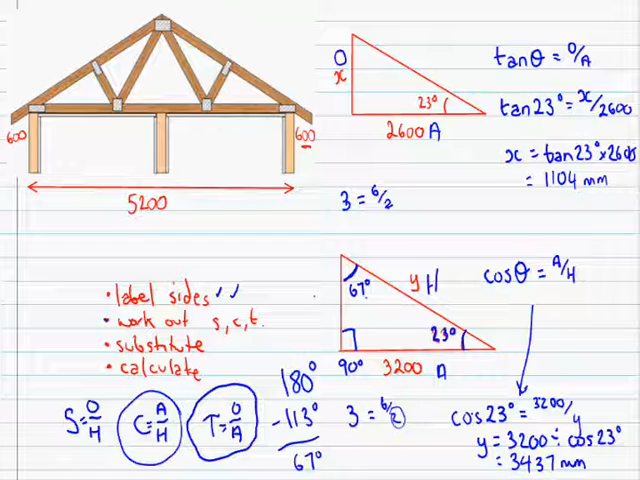 600
600
5200
O
x
23°
2600 A
tanθ = O/A
tan23° = x/2600
x = tan23° × 2600
= 1104 mm
3 = 6/2
67°
y H
23°
90°
3200 A
cosθ = A/H
• label sides ✓✓
• work out s, c, t.
• substitute
• calculate
S = O/H
C = A/H
T = O/A
180°
-113°
67°
3 = 6/2
cos23° = 3200/y
y = 3200 ÷ cos23°
= 3437 mm